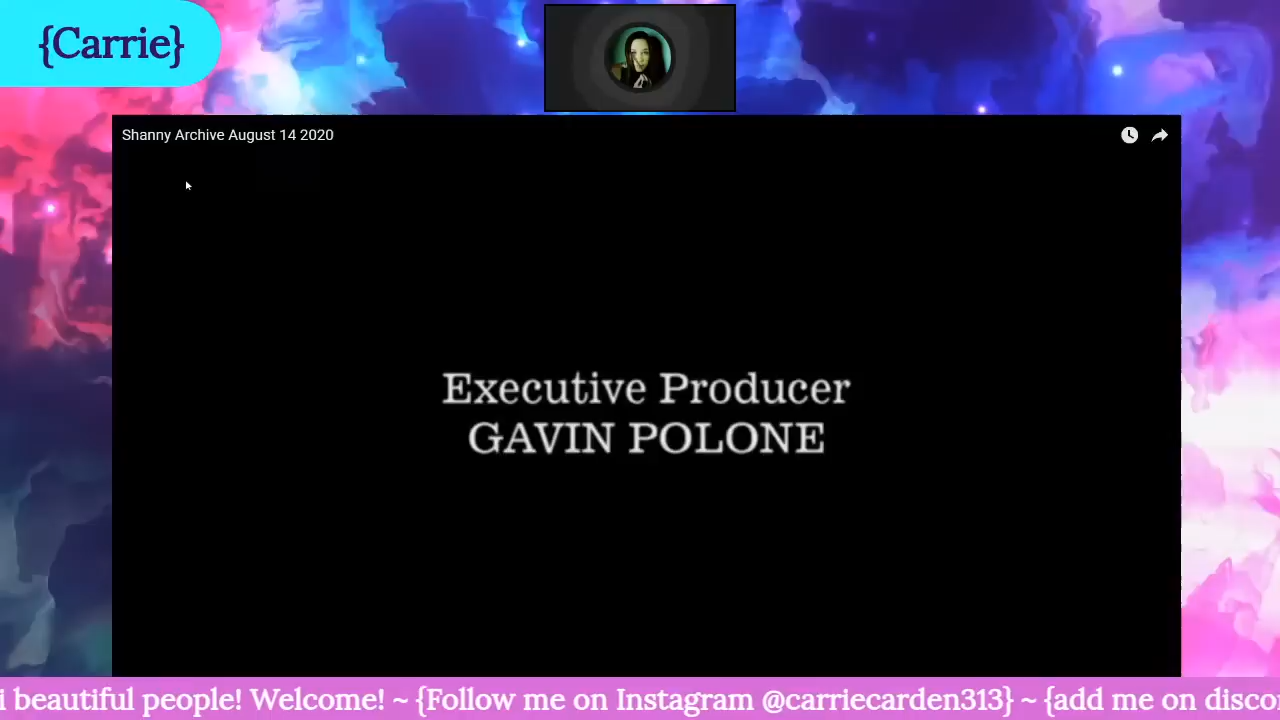 {Carrie}
Shanny Archive August 14 2020
Executive Producer
GAVIN POLONE
i beautiful people! Welcome! ~ {Follow me on Instagram @carriecarden313} ~ {add me on disco